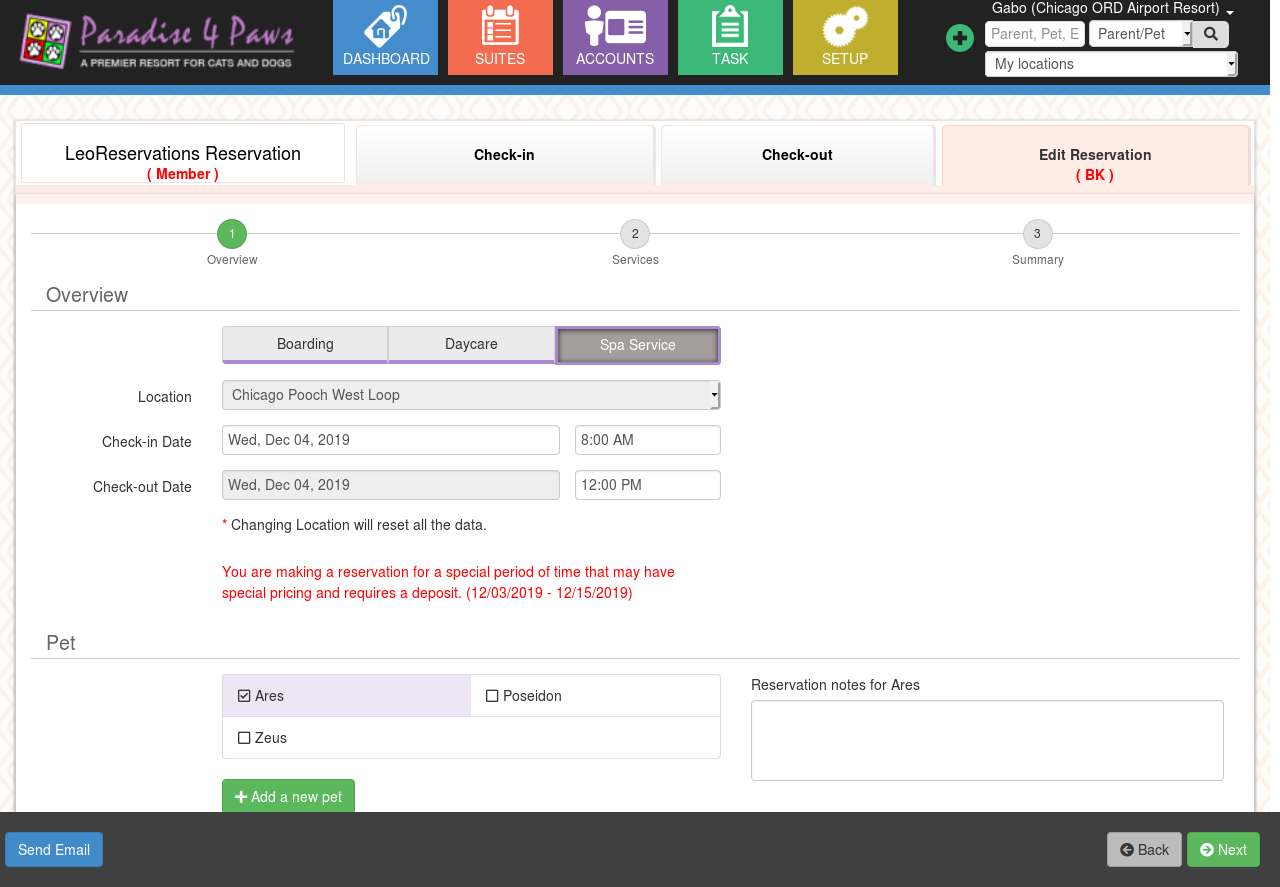 Paradise 4 Paws
A PREMIER RESORT FOR CATS AND DOGS
DASHBOARD
SUITES
ACCOUNTS
TASK
SETUP
Gabo (Chicago ORD Airport Resort)
Parent, Pet, E
Parent/Pet
My locations
LeoReservations Reservation
( Member )
Check-in
Check-out
Edit Reservation
( BK )
1
Overview
2
Services
3
Summary
Overview
Boarding
Daycare
Spa Service
Location
Chicago Pooch West Loop
Check-in Date
Wed, Dec 04, 2019
8:00 AM
Check-out Date
Wed, Dec 04, 2019
12:00 PM
* Changing Location will reset all the data.
You are making a reservation for a special period of time that may have
special pricing and requires a deposit. (12/03/2019 - 12/15/2019)
Pet
Ares
Poseidon
Zeus
Reservation notes for Ares
Add a new pet
Send Email
Back
Next